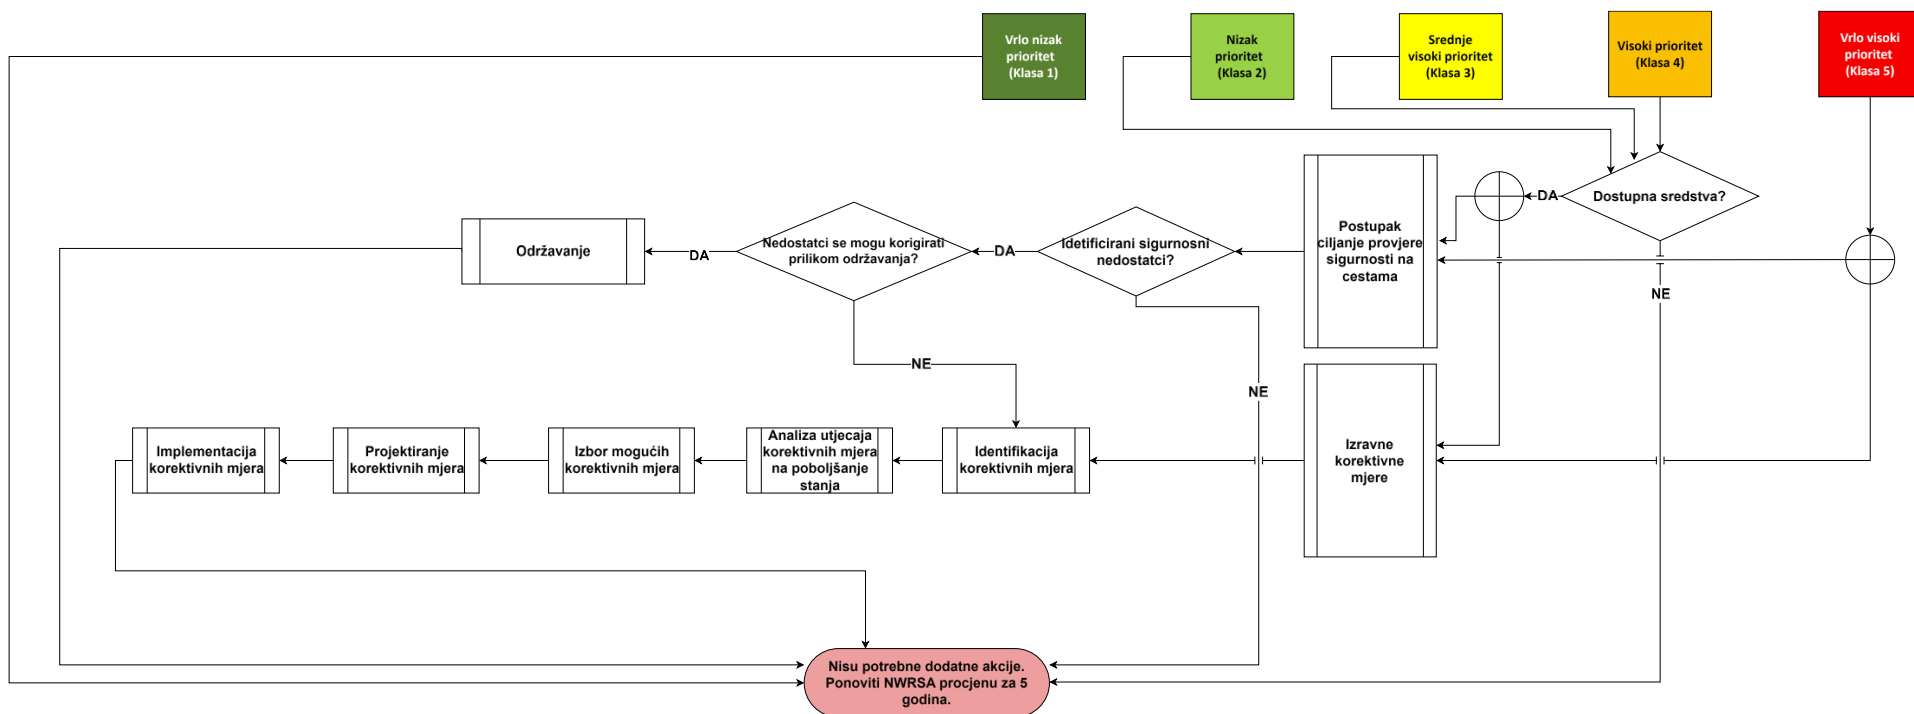 Vrlo nizak
prioritet
(Klasa 1)
Nizak
prioritet
(Klasa 2)
Srednje
visoki prioritet
(Klasa 3)
Visoki prioritet
(Klasa 4)
Vrlo visoki
prioritet
(Klasa 5)
Dostupna sredstva?
DA
NE
Postupak
ciljanje provjere
sigurnosti na
cestama
Idetificirani sigurnosni
nedostatci?
DA
NE
Nedostatci se mogu korigirati
prilikom održavanja?
DA
NE
Održavanje
Izravne
korektivne
mjere
Identifikacija
korektivnih mjera
Analiza utjecaja
korektivnih mjera
na poboljšanje
stanja
Izbor mogućih
korektivnih mjera
Projektiranje
korektivnih mjera
Implementacija
korektivnih mjera
Nisu potrebne dodatne akcije.
Ponoviti NWRSA procjenu za 5
godina.